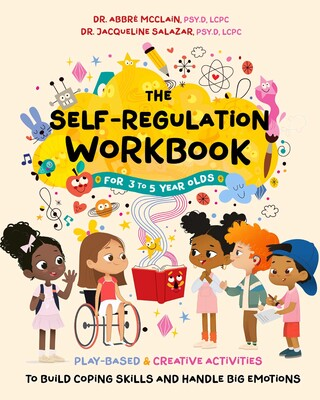 DR. ABBRÈ MCCLAIN, PSY.D, LCPC
DR. JACQUELINE SALAZAR, PSY.D, LCPC
THE
SELF-REGULATION
WORKBOOK
FOR 3 TO 5 YEAR OLDS
PLAY-BASED & CREATIVE ACTIVITIES
TO BUILD COPING SKILLS AND HANDLE BIG EMOTIONS